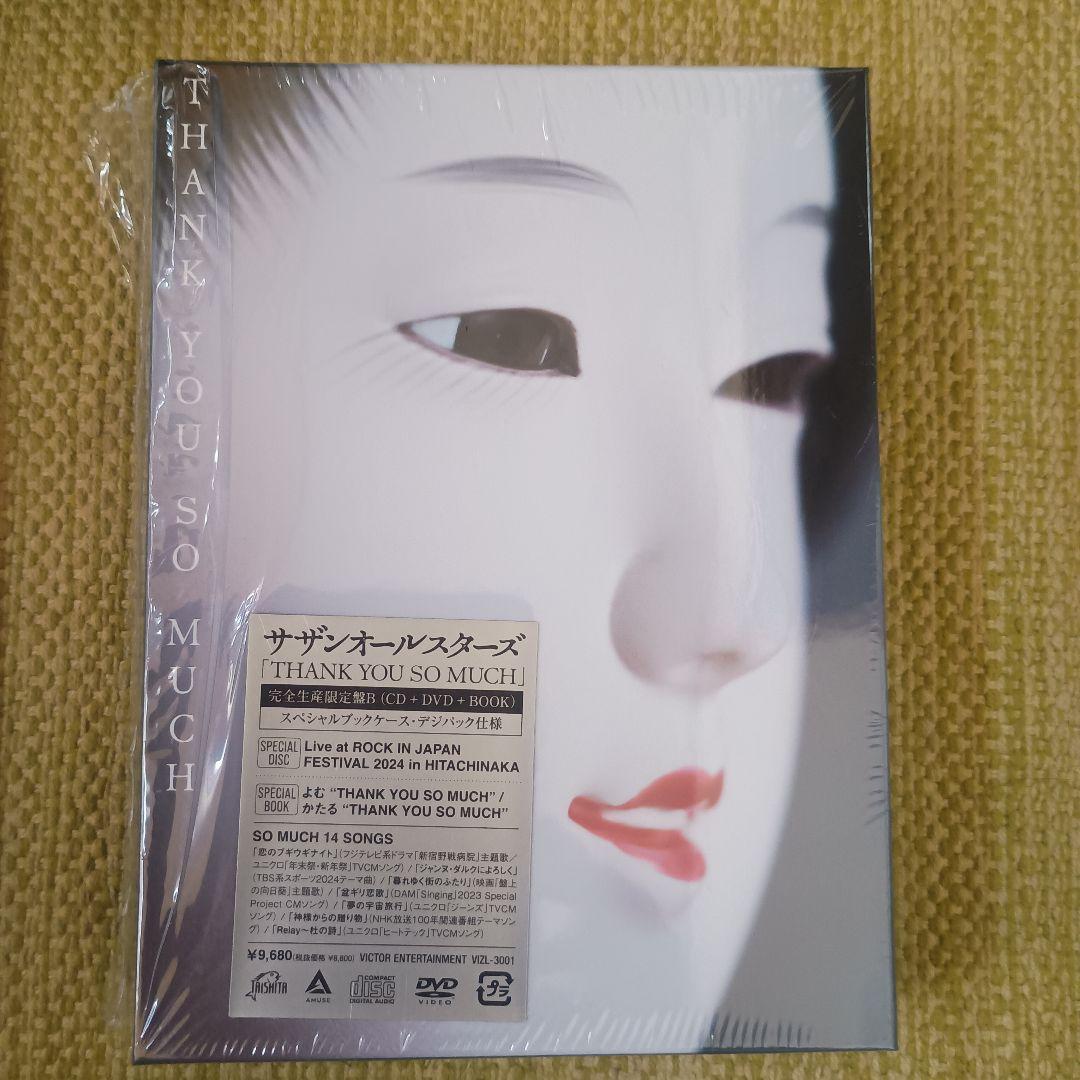 THANK YOU SO MUCH
サザンオールスターズ
「THANK YOU SO MUCH」
完全生産限定盤B (CD + DVD + BOOK)
スペシャルブックケース・デジパック仕様
SPECIAL DISC
Live at ROCK IN JAPAN
FESTIVAL 2024 in HITACHINAKA
SPECIAL BOOK
よむ “THANK YOU SO MUCH” /
かたる “THANK YOU SO MUCH”
SO MUCH 14 SONGS
「恋のブギウギナイト」(フジテレビ系ドラマ「新宿野戦病院」主題歌/
ユニクロ「年末祭・新年祭」TVCMソング) / 「ジャンヌ・ダルクによろしく」
(TBS系スポーツ2024テーマ曲) / 「暮れゆく街のふたり」(映画「盤上
の向日葵」主題歌) / 「盆ギリ恋歌」(DAM「Singing」2023 Special
Project CMソング) / 「夢の宇宙旅行」(ユニクロ「ジーンズ」TVCM
ソング) / 「神様からの贈り物」(NHK放送100年関連番組テーマソン
グ) / 「Relay〜杜の詩」(ユニクロ「ヒートテック」TVCMソング)
¥9,680(税抜価格 ¥8,800) VICTOR ENTERTAINMENT VIZL-3001
TAISHITA
AMUSE
COMPACT
disc
DIGITAL AUDIO
DVD
VIDEO
プラ